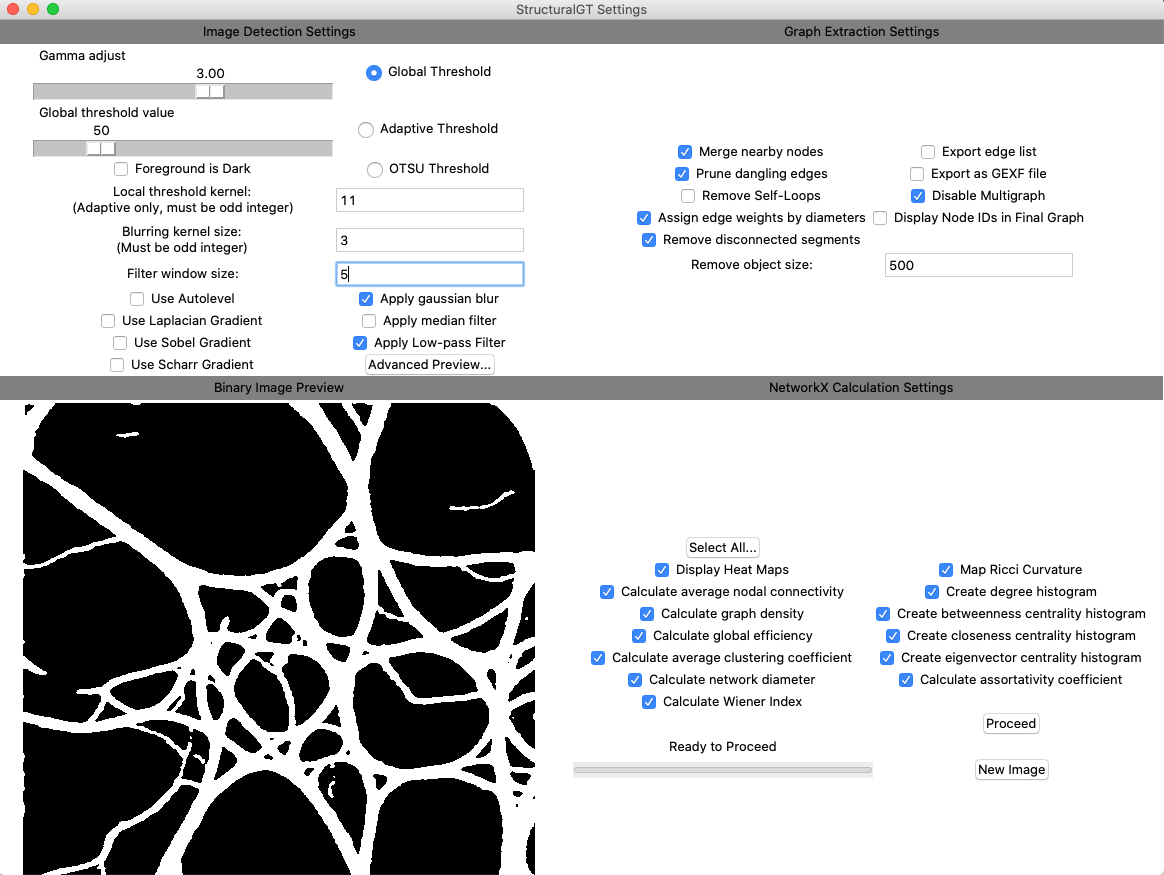 StructuralGT Settings
Image Detection Settings
Gamma adjust
3.00
Global Threshold
Global threshold value
50
Adaptive Threshold
Foreground is Dark
OTSU Threshold
Local threshold kernel:
(Adaptive only, must be odd integer)
11
Blurring kernel size:
(Must be odd integer)
3
Filter window size:
5
Use Autolevel
Apply gaussian blur
Use Laplacian Gradient
Apply median filter
Use Sobel Gradient
Apply Low-pass Filter
Use Scharr Gradient
Advanced Preview...
Graph Extraction Settings
Merge nearby nodes
Export edge list
Prune dangling edges
Export as GEXF file
Remove Self-Loops
Disable Multigraph
Assign edge weights by diameters
Display Node IDs in Final Graph
Remove disconnected segments
Remove object size:
500
Binary Image Preview
NetworkX Calculation Settings
Select All...
Display Heat Maps
Map Ricci Curvature
Calculate average nodal connectivity
Create degree histogram
Calculate graph density
Create betweenness centrality histogram
Calculate global efficiency
Create closeness centrality histogram
Calculate average clustering coefficient
Create eigenvector centrality histogram
Calculate network diameter
Calculate assortativity coefficient
Calculate Wiener Index
Proceed
Ready to Proceed
New Image